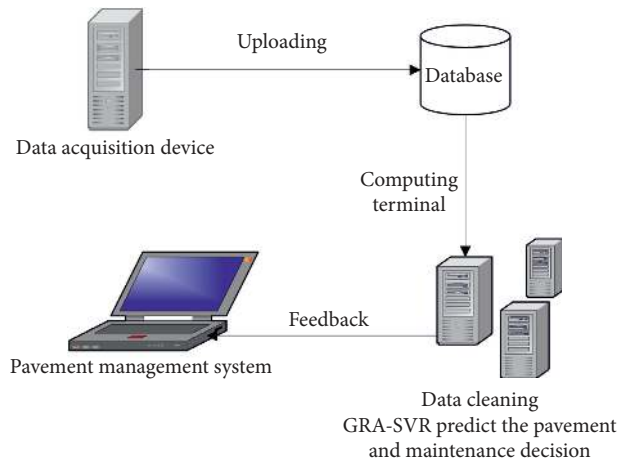 Uploading
Database
Data acquisition device
Computing
terminal
Feedback
Pavement management system
Data cleaning
GRA-SVR predict the pavement
and maintenance decision